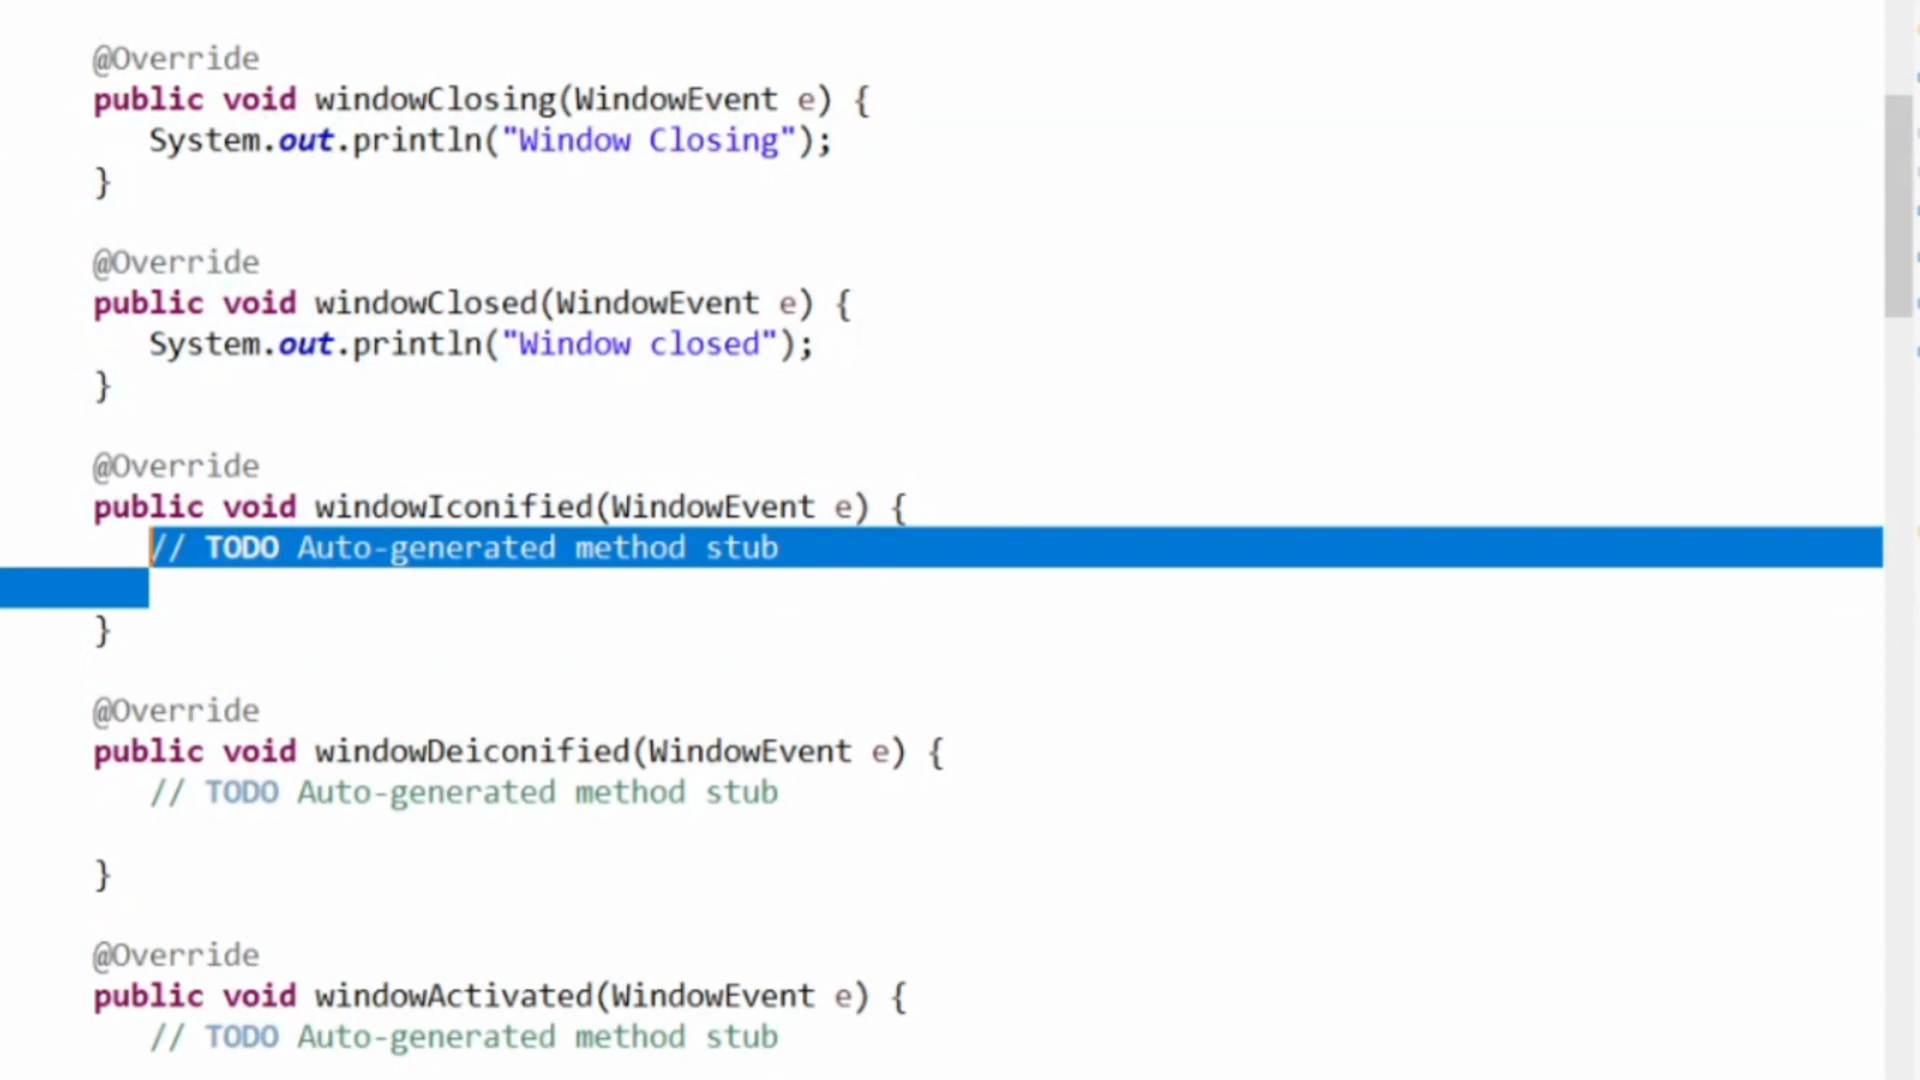 @Override
public void windowClosing(WindowEvent e) {
System.out.println("Window Closing");
}
@Override
public void windowClosed(WindowEvent e) {
System.out.println("Window closed");
}
@Override
public void windowIconified(WindowEvent e) {
// TODO Auto-generated method stub
}
@Override
public void windowDeiconified(WindowEvent e) {
// TODO Auto-generated method stub
}
@Override
public void windowActivated(WindowEvent e) {
// TODO Auto-generated method stub